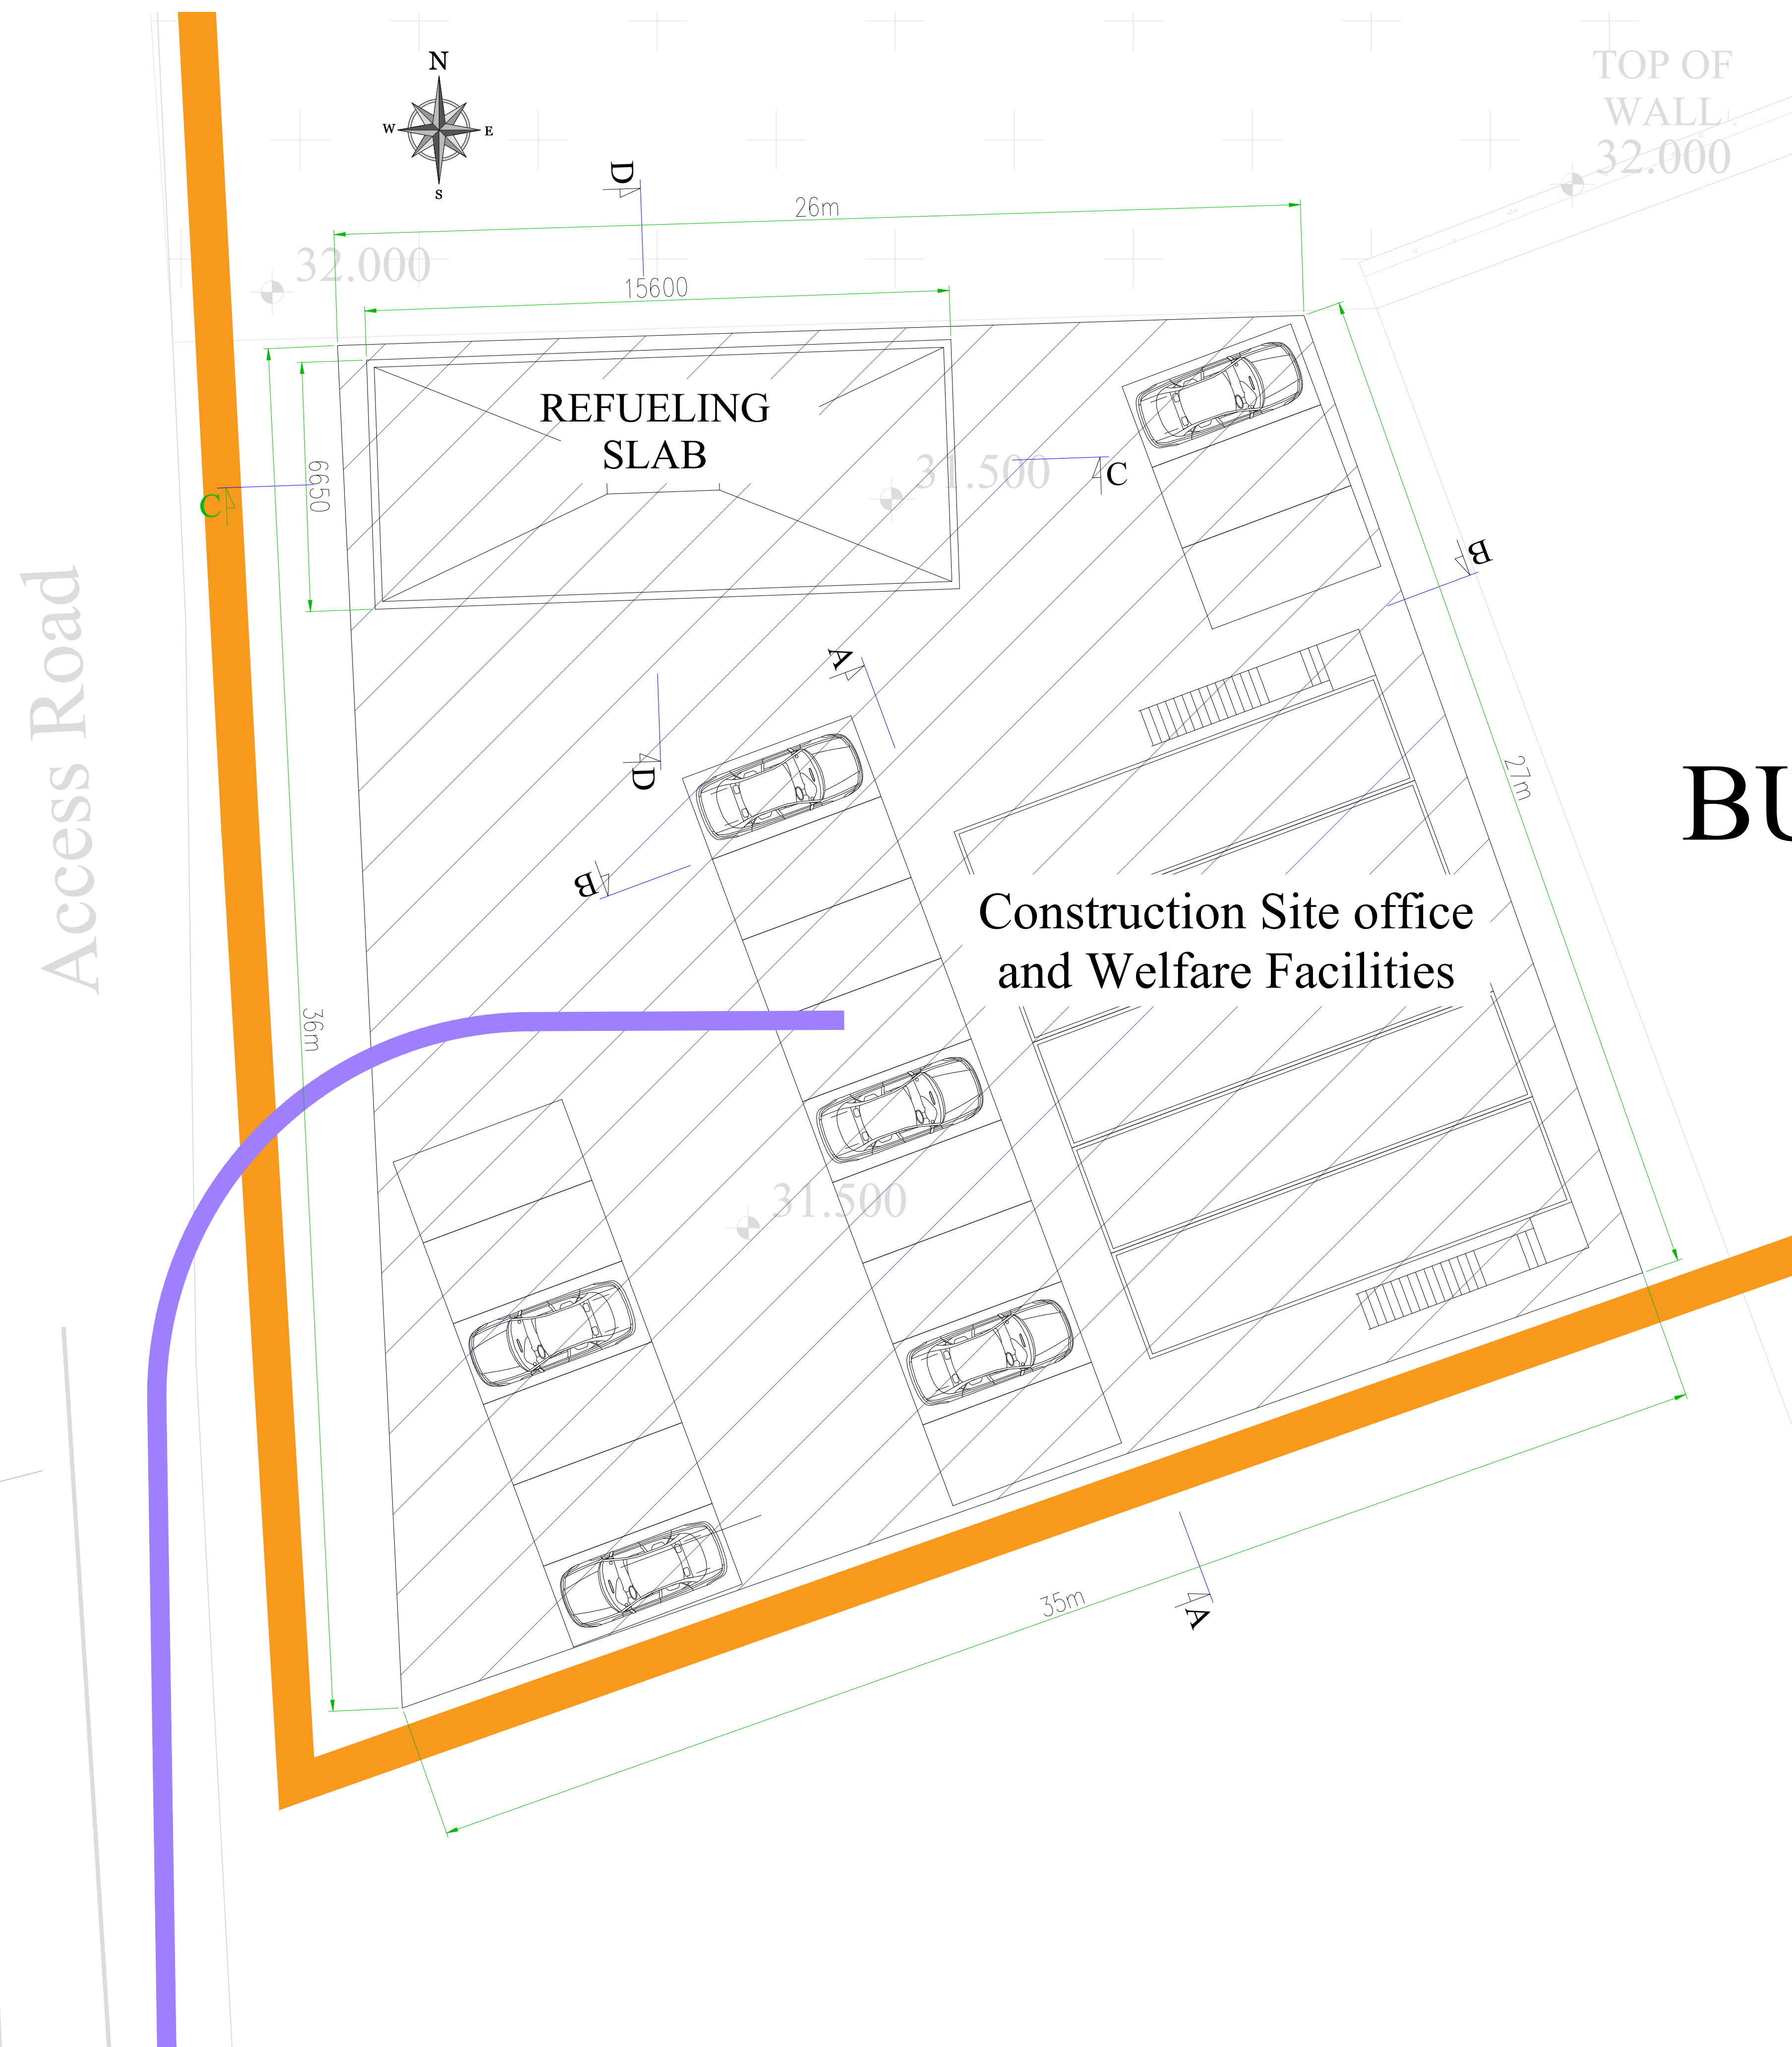 N
W
E
S
TOP OF
WALL
32.000
D
26m
32.000
15600
REFUELING
SLAB
31.500
C
C
6650
B
Access Road
A
D
27m
BU
B
Construction Site office
and Welfare Facilities
36m
31.500
35m
A